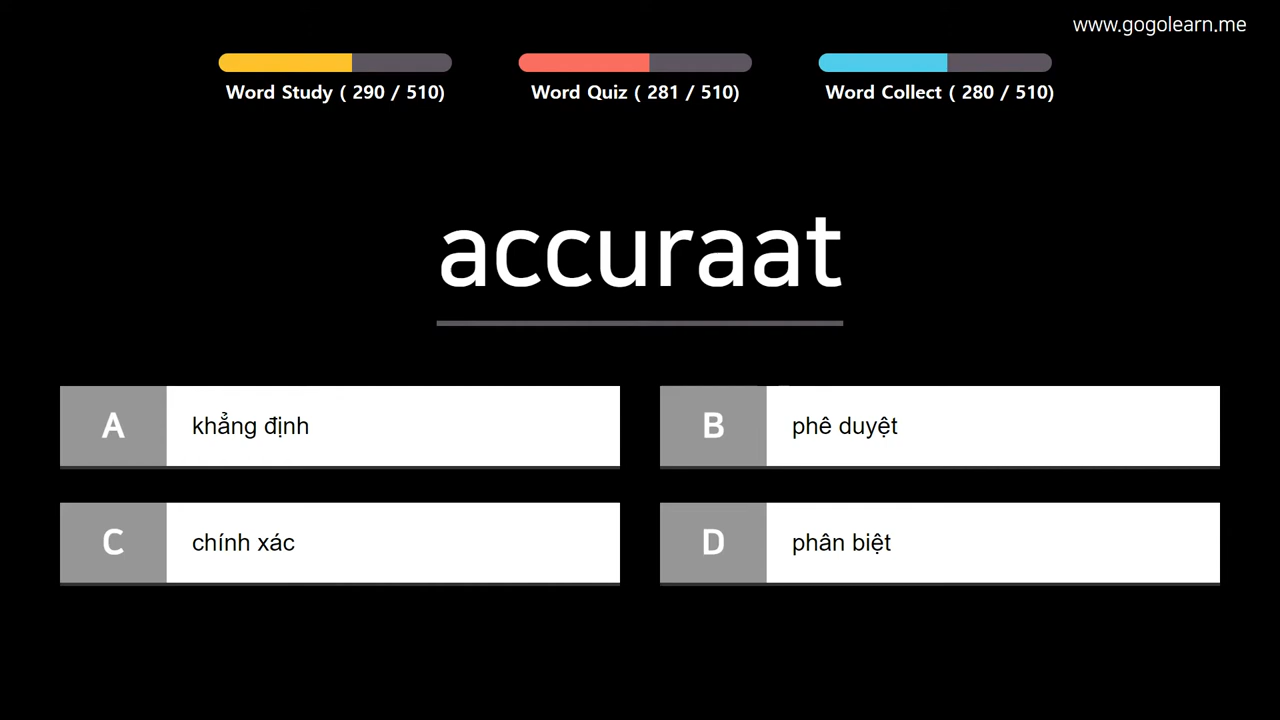 www.gogolearn.me
Word Study ( 290 / 510)
Word Quiz ( 281 / 510)
Word Collect ( 280 / 510)
accuraat
A khẳng định
B phê duyệt
C chính xác
D phân biệt